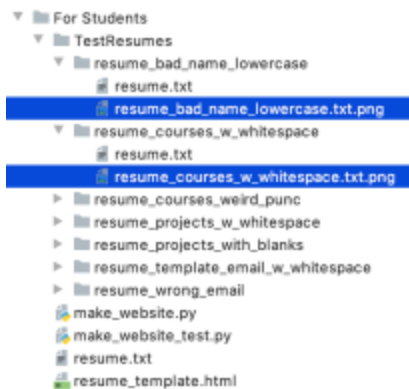 For Students
TestResumes
resume_bad_name_lowercase
resume.txt
resume_bad_name_lowercase.txt.png
resume_courses_w_whitespace
resume.txt
resume_courses_w_whitespace.txt.png
resume_courses_weird_punc
resume_projects_w_whitespace
resume_projects_with_blanks
resume_template_email_w_whitespace
resume_wrong_email
make_website.py
make_website_test.py
resume.txt
resume_template.html